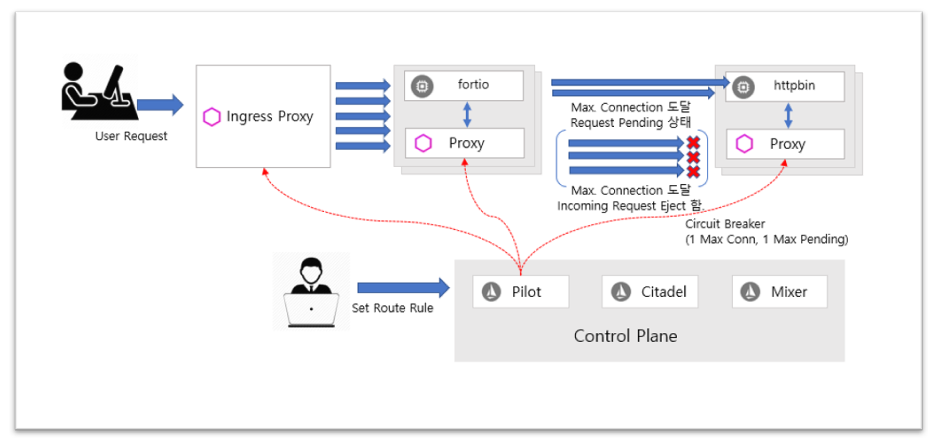 User Request
Ingress Proxy
fortio
Proxy
Max. Connection 도달
Request Pending 상태
Max. Connection 도달
Incoming Request Eject 함.
httpbin
Proxy
Circuit Breaker
(1 Max Conn, 1 Max Pending)
Set Route Rule
Pilot
Citadel
Mixer
Control Plane